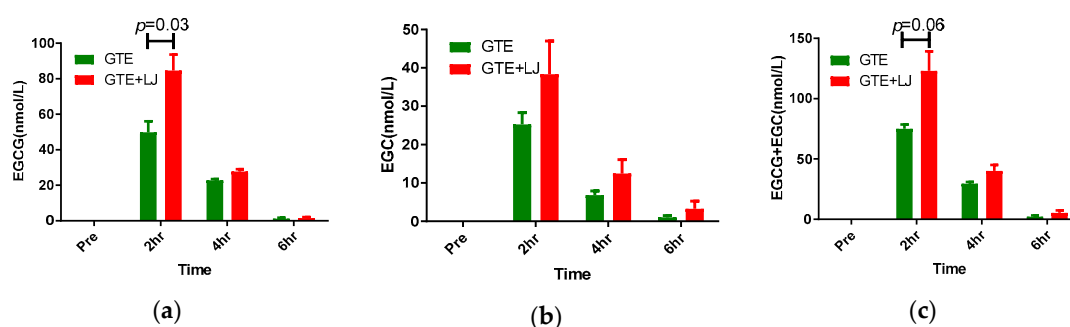 p=0.03
100
80
60
40
20
0
EGCG(nmol/L)
GTE
GTE+LJ
Pre
2hr
4hr
6hr
Time
(a)
50
40
30
20
10
0
EGC(nmol/L)
GTE
GTE+LJ
Pre
2hr
4hr
6hr
Time
(b)
p=0.06
150
100
50
0
EGCG+EGC(nmol/L)
GTE
GTE+LJ
Pre
2hr
4hr
6hr
Time
(c)